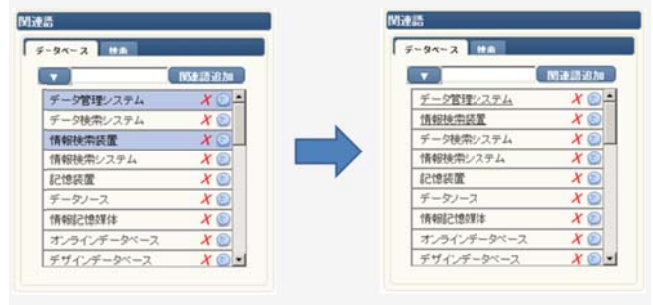 関連語
データベース 検索
▼ 関連語追加
データ管理システム X
データ検索システム X
情報検索装置 X
情報検索システム X
記憶装置 X
データソース X
情報記憶媒体 X
オンラインデータベース X
デザインデータベース X
関連語
データベース 検索
▼ 関連語追加
データ管理システム X
情報検索装置 X
データ検索システム X
情報検索システム X
記憶装置 X
データソース X
情報記憶媒体 X
オンラインデータベース X
デザインデータベース X